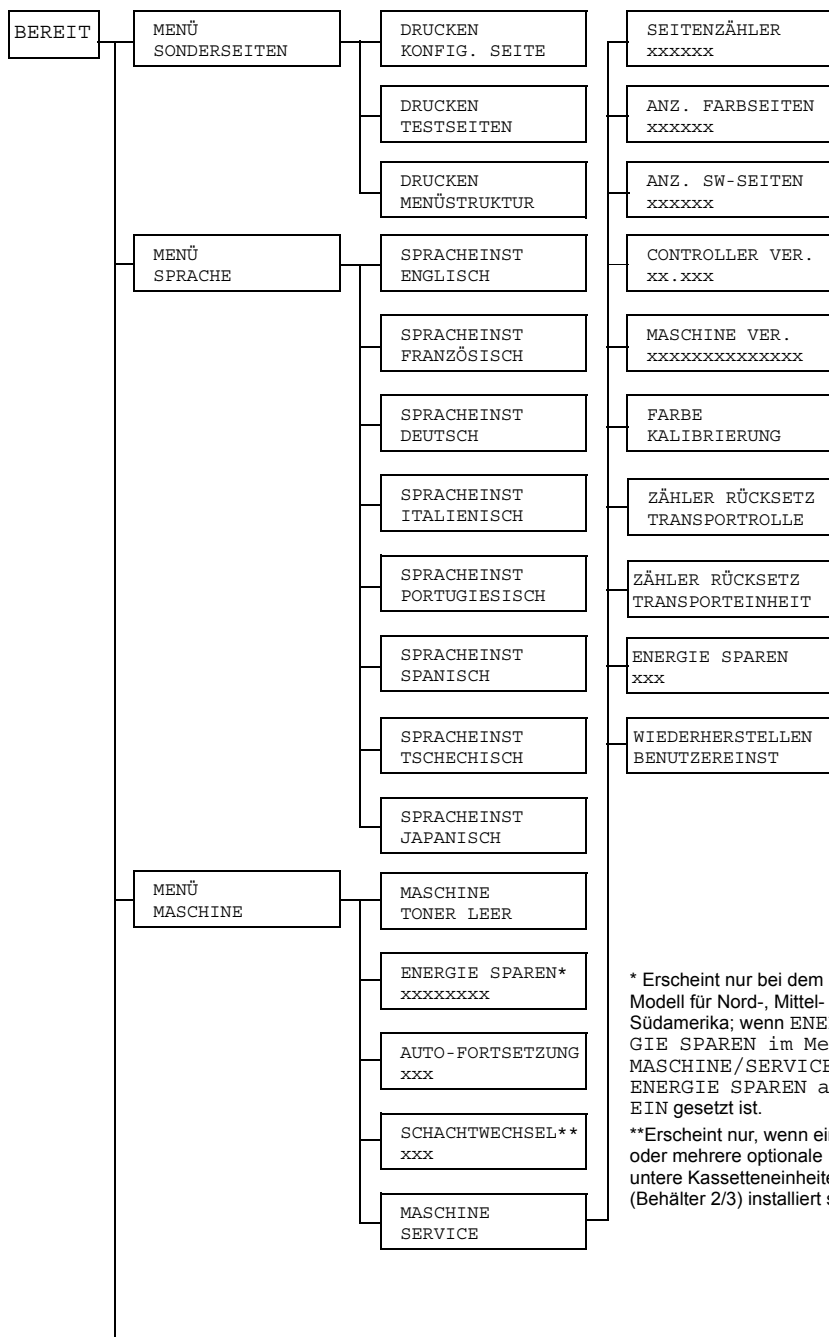 BEREIT
MENÜ
SONDERSEITEN
DRUCKEN
KONFIG. SEITE
DRUCKEN
TESTSEITEN
DRUCKEN
MENÜSTRUKTUR
MENÜ
SPRACHE
SPRACHEINST
ENGLISCH
SPRACHEINST
FRANZÖSISCH
SPRACHEINST
DEUTSCH
SPRACHEINST
ITALIENISCH
SPRACHEINST
PORTUGIESISCH
SPRACHEINST
SPANISCH
SPRACHEINST
TSCHECHISCH
SPRACHEINST
JAPANISCH
MENÜ
MASCHINE
MASCHINE
TONER LEER
ENERGIE SPAREN*
xxxxxxxx
AUTO-FORTSETZUNG
xxx
SCHACHTWECHSEL**
xxx
MASCHINE
SERVICE
SEITENZÄHLER
xxxxxx
ANZ. FARBSEITEN
xxxxxx
ANZ. SW-SEITEN
xxxxxx
CONTROLLER VER.
xx.xxx
MASCHINE VER.
xxxxxxxxxxxxxx
FARBE
KALIBRIERUNG
ZÄHLER RÜCKSETZ
TRANSPORTROLLE
ZÄHLER RÜCKSETZ
TRANSPORTEINHEIT
ENERGIE SPAREN
xxx
WIEDERHERSTELLEN
BENUTZEREINST
* Erscheint nur bei dem
Modell für Nord-, Mittel-
Südamerika; wenn
GIE SPAREN im
MASCHINE/SERVICE
ENERGIE SPAREN
EIN gesetzt ist.
**Erscheint nur, wenn
oder mehrere optionale
untere
(Behälter 2/3) installiert